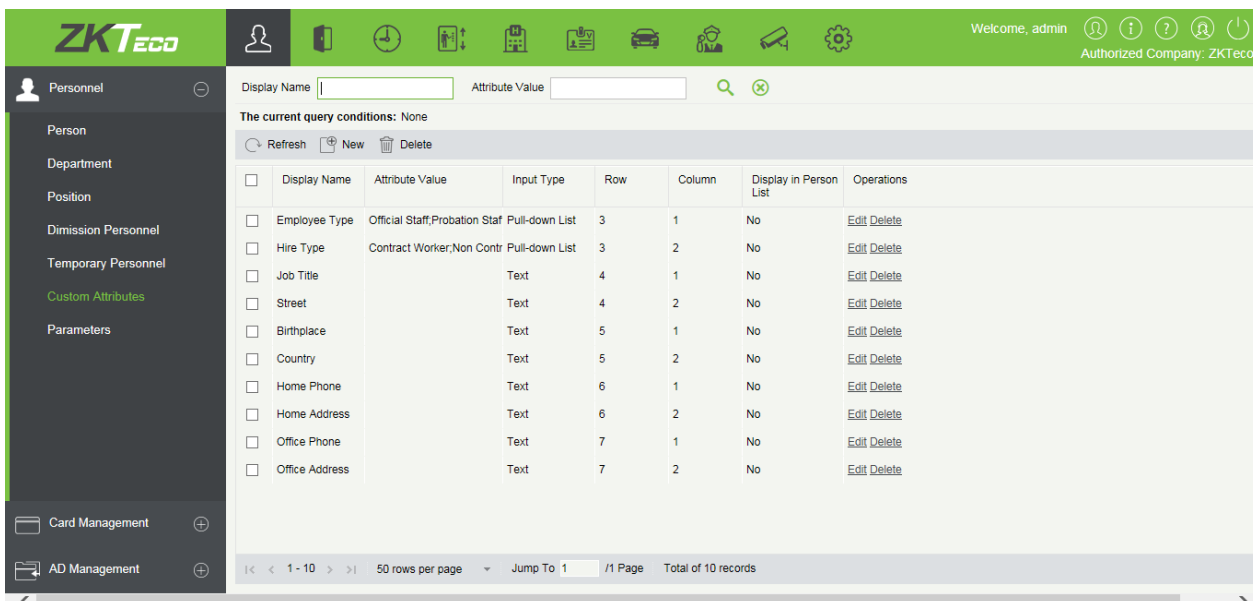 ZKTeco
Welcome, admin
Authorized Company: ZKTeco
Personnel
Person
Department
Position
Dimission Personnel
Temporary Personnel
Custom Attributes
Parameters
Card Management
AD Management
Display Name Attribute Value
The current query conditions: None
Refresh New Delete
Display Name Attribute Value Input Type Row Column Display in Person List Operations
Employee Type Official Staff;Probation Staf Pull-down List 3 1 No Edit Delete
Hire Type Contract Worker;Non Contr Pull-down List 3 2 No Edit Delete
Job Title Text 4 1 No Edit Delete
Street Text 4 2 No Edit Delete
Birthplace Text 5 1 No Edit Delete
Country Text 5 2 No Edit Delete
Home Phone Text 6 1 No Edit Delete
Home Address Text 6 2 No Edit Delete
Office Phone Text 7 1 No Edit Delete
Office Address Text 7 2 No Edit Delete
|< < 1 - 10 > >| 50 rows per page Jump To 1 /1 Page Total of 10 records